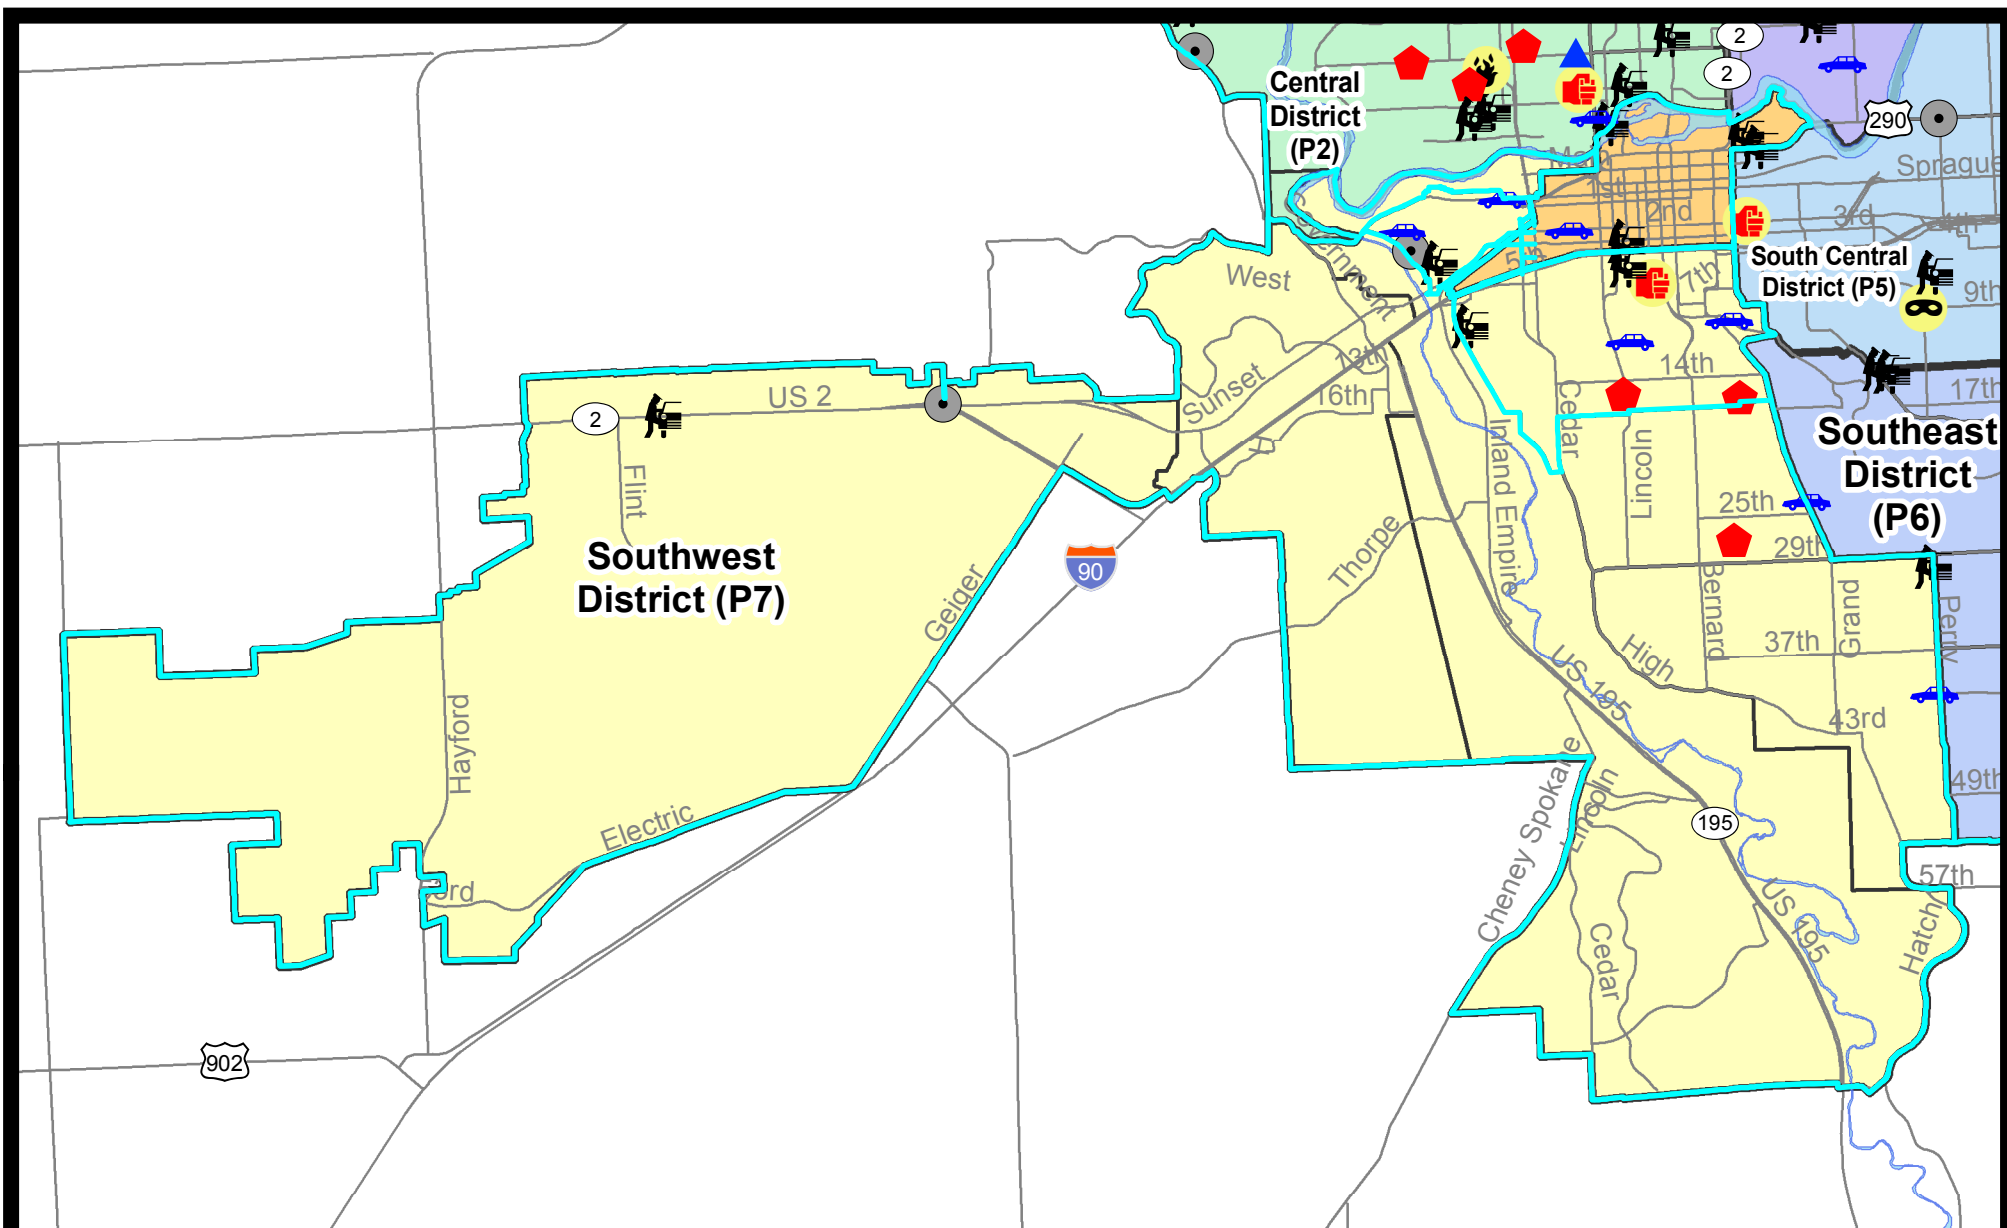 2
2
290
Central
District
(P2)
Main
Sprague
1st
2nd
3rd
4th
5th
7th
9th
South Central
District (P5)
West
Government
13th
14th
16th
17th
Sunset
US 2
2
Flint
Cedar
Lincoln
Inland Empire
25th
29th
Southeast
District
(P6)
Southwest
District (P7)
90
Geiger
Thorpe
Bernard
Grand
Perry
37th
High
US 195
43rd
49th
Hayford
Electric
Cheney Spokane
Lincoln
195
57th
US 195
Hatch
Cedar
902